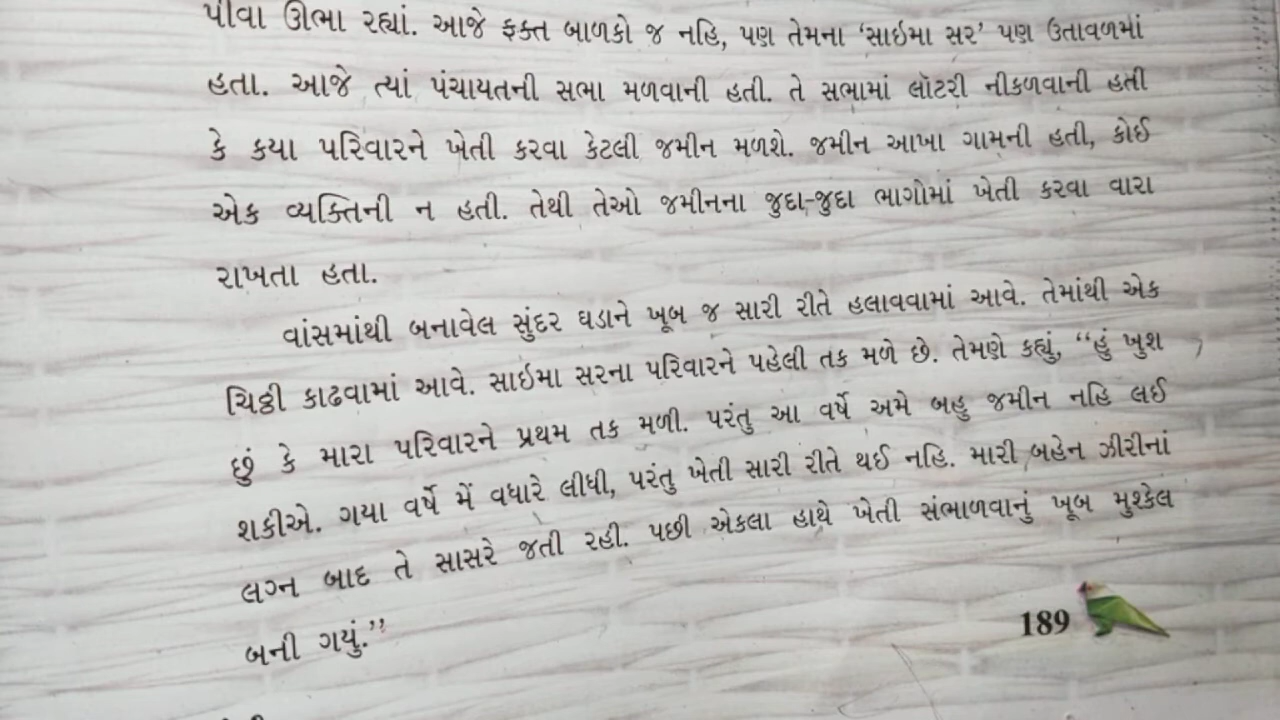 પીવા ઊભા રહ્યાં. આજે ફક્ત બાળકો જ નહિ, પણ તેમના ‘સાઇમા સર’ પણ ઉતાવળમાં
હતા. આજે ત્યાં પંચાયતની સભા મળવાની હતી. તે સભામાં લૉટરી નીકળવાની હતી
કે કયા પરિવારને ખેતી કરવા કેટલી જમીન મળશે. જમીન આખા ગામની હતી, કોઈ
એક વ્યક્તિની ન હતી. તેથી તેઓ જમીનના જુદા-જુદા ભાગોમાં ખેતી કરવા વારા
રાખતા હતા.
વાંસમાંથી બનાવેલ સુંદર ઘડાને ખૂબ જ સારી રીતે હલાવવામાં આવે. તેમાંથી એક
ચિઠ્ઠી કાઢવામાં આવે. સાઇમા સરના પરિવારને પહેલી તક મળે છે. તેમણે કહ્યું, “હું ખુશ
છું કે મારા પરિવારને પ્રથમ તક મળી. પરંતુ આ વર્ષે અમે બહુ જમીન નહિ લઈ
શકીએ. ગયા વર્ષે મેં વધારે લીધી, પરંતુ ખેતી સારી રીતે થઈ નહિ. મારી બહેન ઝીરીનાં
લગ્ન બાદ તે સાસરે જતી રહી. પછી એકલા હાથે ખેતી સંભાળવાનું ખૂબ મુશ્કેલ
બની ગયું.”
189